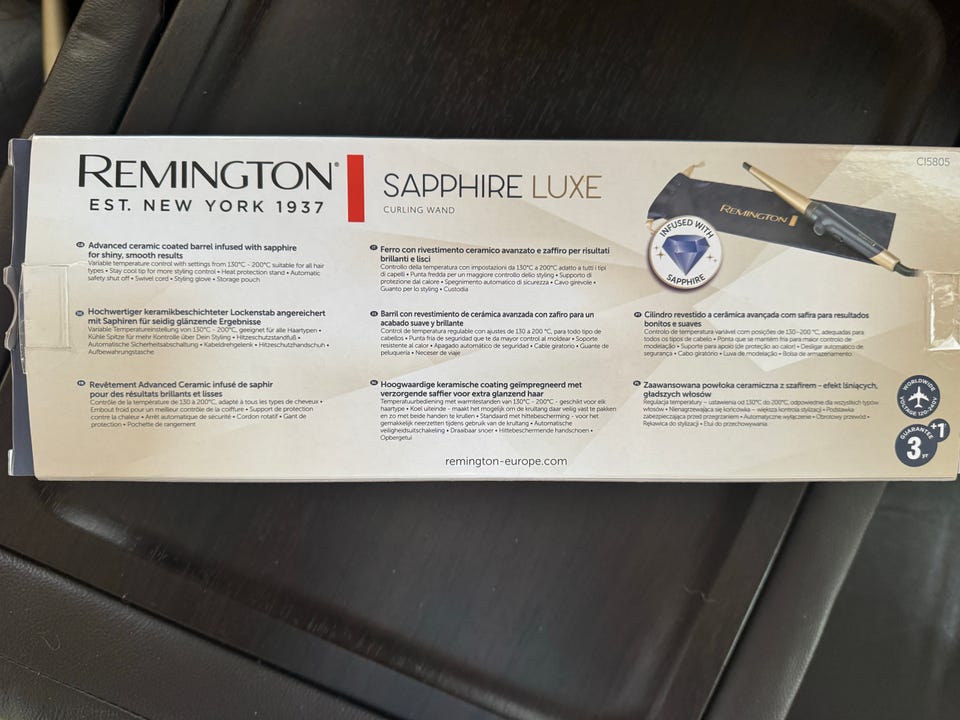 REMINGTON®
EST. NEW YORK 1937
SAPPHIRE LUXE
CURLING WAND
CI5805
REMINGTON
INFUSED WITH
SAPPHIRE
GB Advanced ceramic coated barrel infused with sapphire
for shiny, smooth results
Variable temperature control with settings from 130°C - 200°C suitable for all hair
types • Stay cool tip for more styling control • Heat protection stand • Automatic
safety shut off • Swivel cord • Styling glove • Storage pouch
DE Hochwertiger keramikbeschichteter Lockenstab angereichert
mit Saphiren für seidig glänzende Ergebnisse
Variable Temperatureinstellung von 130°C - 200°C, geeignet für alle Haartypen •
Kühle Spitze für mehr Kontrolle über Dein Styling • Hitzeschutzstandfuß •
Automatische Sicherheitsabschaltung • Kabeldrehgelenk • Hitzeschutzhandschuh •
Aufbewahrungstasche
FR Revêtement Advanced Ceramic infusé de saphir
pour des résultats brillants et lisses
Contrôle de la température de 130 à 200°C, adapté à tous les types de cheveux •
Embout froid pour un meilleur contrôle de la coiffure • Support de protection
contre la chaleur • Arrêt automatique de sécurité • Cordon rotatif • Gant de
protection • Pochette de rangement
IT Ferro con rivestimento ceramico avanzato e zaffiro per risultati
brillanti e lisci
Controllo della temperatura con impostazioni da 130°C a 200°C adatto a tutti i tipi
di capelli • Punta fredda per un maggiore controllo dello styling • Supporto di
protezione dal calore • Spegnimento automatico di sicurezza • Cavo girevole •
Guanto per lo styling • Custodia
ES Barril con revestimiento de cerámica avanzada con zafiro para un
acabado suave y brillante
Control de temperatura regulable con ajustes de 130 a 200 °C, para todo tipo de
cabellos • Punta fría de seguridad que te da mayor control al moldear • Soporte
resistente al calor • Apagado automático de seguridad • Cable giratorio • Guante de
peluquería • Neceser de viaje
NL Hoogwaardige keramische coating geïmpregneerd met
verzorgende saffier voor extra glanzend haar
Temperatuurbediening met warmtestanden van 130°C - 200°C - geschikt voor elk
haartype • Koel uiteinde - maakt het mogelijk om de krultang daar veilig vast te pakken
en zo met beide handen te krullen • Standaard met hittebescherming - voor het
gemakkelijk neerzetten tijdens gebruik van de krultang • Automatische
veiligheidsuitschakeling • Draaibaar snoer • Hittebeschermende handschoen •
Opbergetui
PT Cilindro revestido a cerâmica avançada com safira para resultados
bonitos e suaves
Controlo de temperatura variável com posições de 130-200 °C, adequadas para
todos os tipos de cabelo • Ponta que se mantém fria para maior controlo de
modelação • Suporte para apoio (de proteção ao calor) • Desligar automático de
segurança • Cabo giratório • Luva de modelação • Bolsa de armazenamento
PL Zaawansowana powłoka ceramiczna z szafirem - efekt lśniących,
gładszych włosów
Regulacja temperatury - ustawienia od 130°C do 200°C, odpowiednie dla wszystkich typów
włosów • Nienagrzewająca się końcówka - większa kontrola stylizacji • Podstawka
zabezpieczająca przed przegrzaniem • Automatyczne wyłączenie • Obrotowy przewód •
Rękawica do stylizacji • Etui do przechowywania
WORLDWIDE
VOLTAGE 120-240V
GUARANTEE
3 yr
+1
remington-europe.com